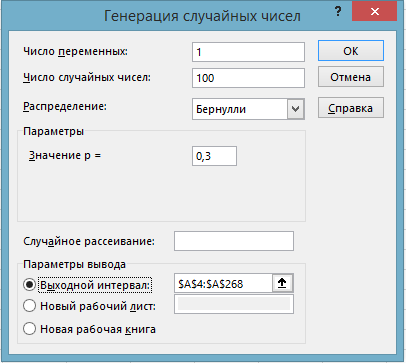 Генерация случайных чисел
?
Число переменных: 1
ОК
Число случайных чисел: 100
Отмена
Распределение: Бернулли
Справка
Параметры
Значение p = 0,3
Случайное рассеивание:
Параметры вывода
Выходной интервал: $A$4:$A$268
Новый рабочий лист:
Новая рабочая книга